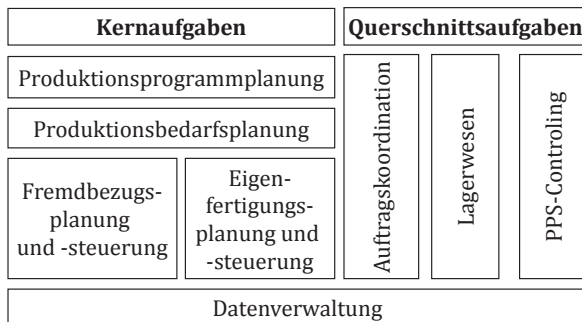 Kernaufgaben
Querschnittsaufgaben
Produktionsprogrammplanung
Produktionsbedarfsplanung
Fremdbezugs-
planung
und -steuerung
Eigen-
fertigungs-
planung und
-steuerung
Auftragskoordination
Lagerwesen
PPS-Controling
Datenverwaltung